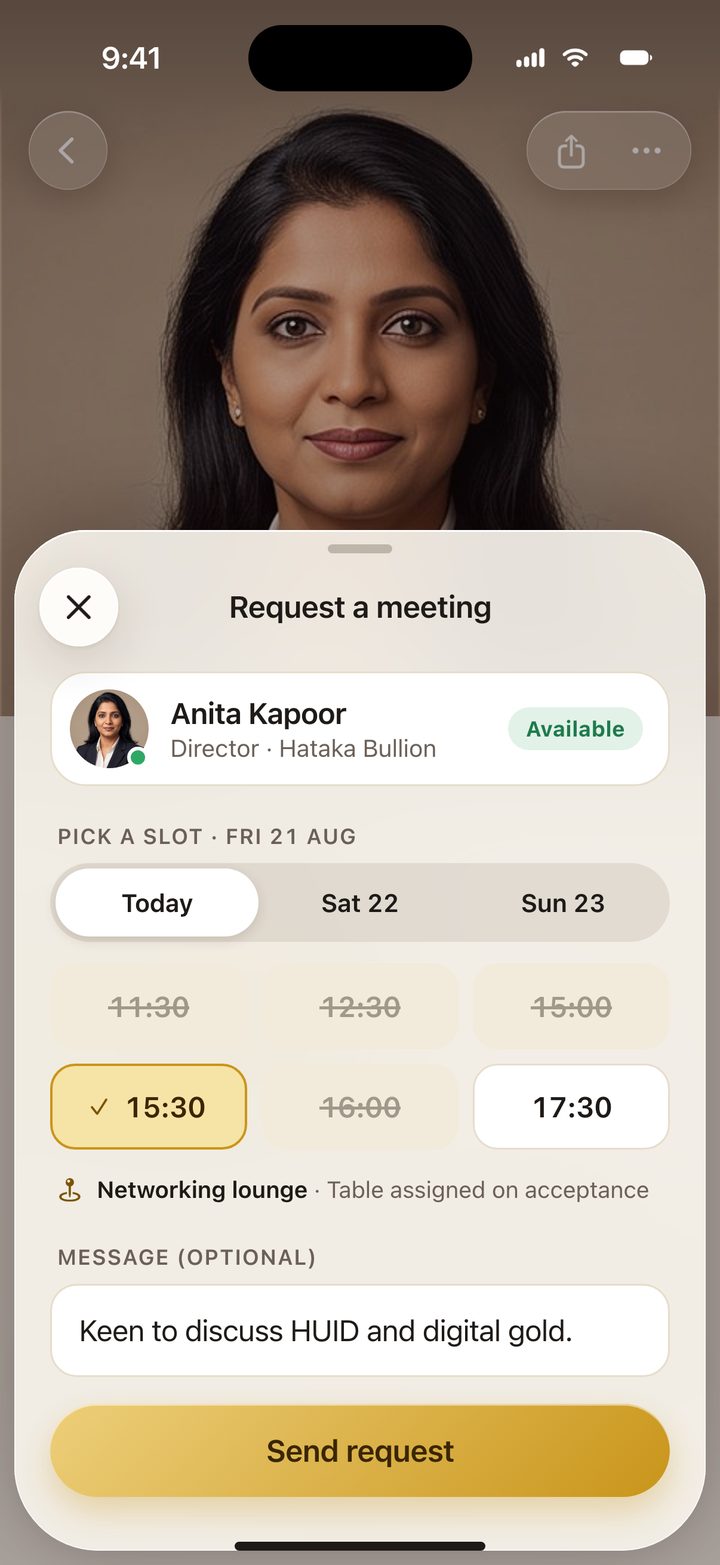 9:41
Request a meeting
Anita Kapoor
Director · Hataka Bullion
Available
PICK A SLOT · FRI 21 AUG
Today
Sat 22
Sun 23
11:30
12:30
15:00
15:30
16:00
17:30
Networking lounge · Table assigned on acceptance
MESSAGE (OPTIONAL)
Keen to discuss HUID and digital gold.
Send request